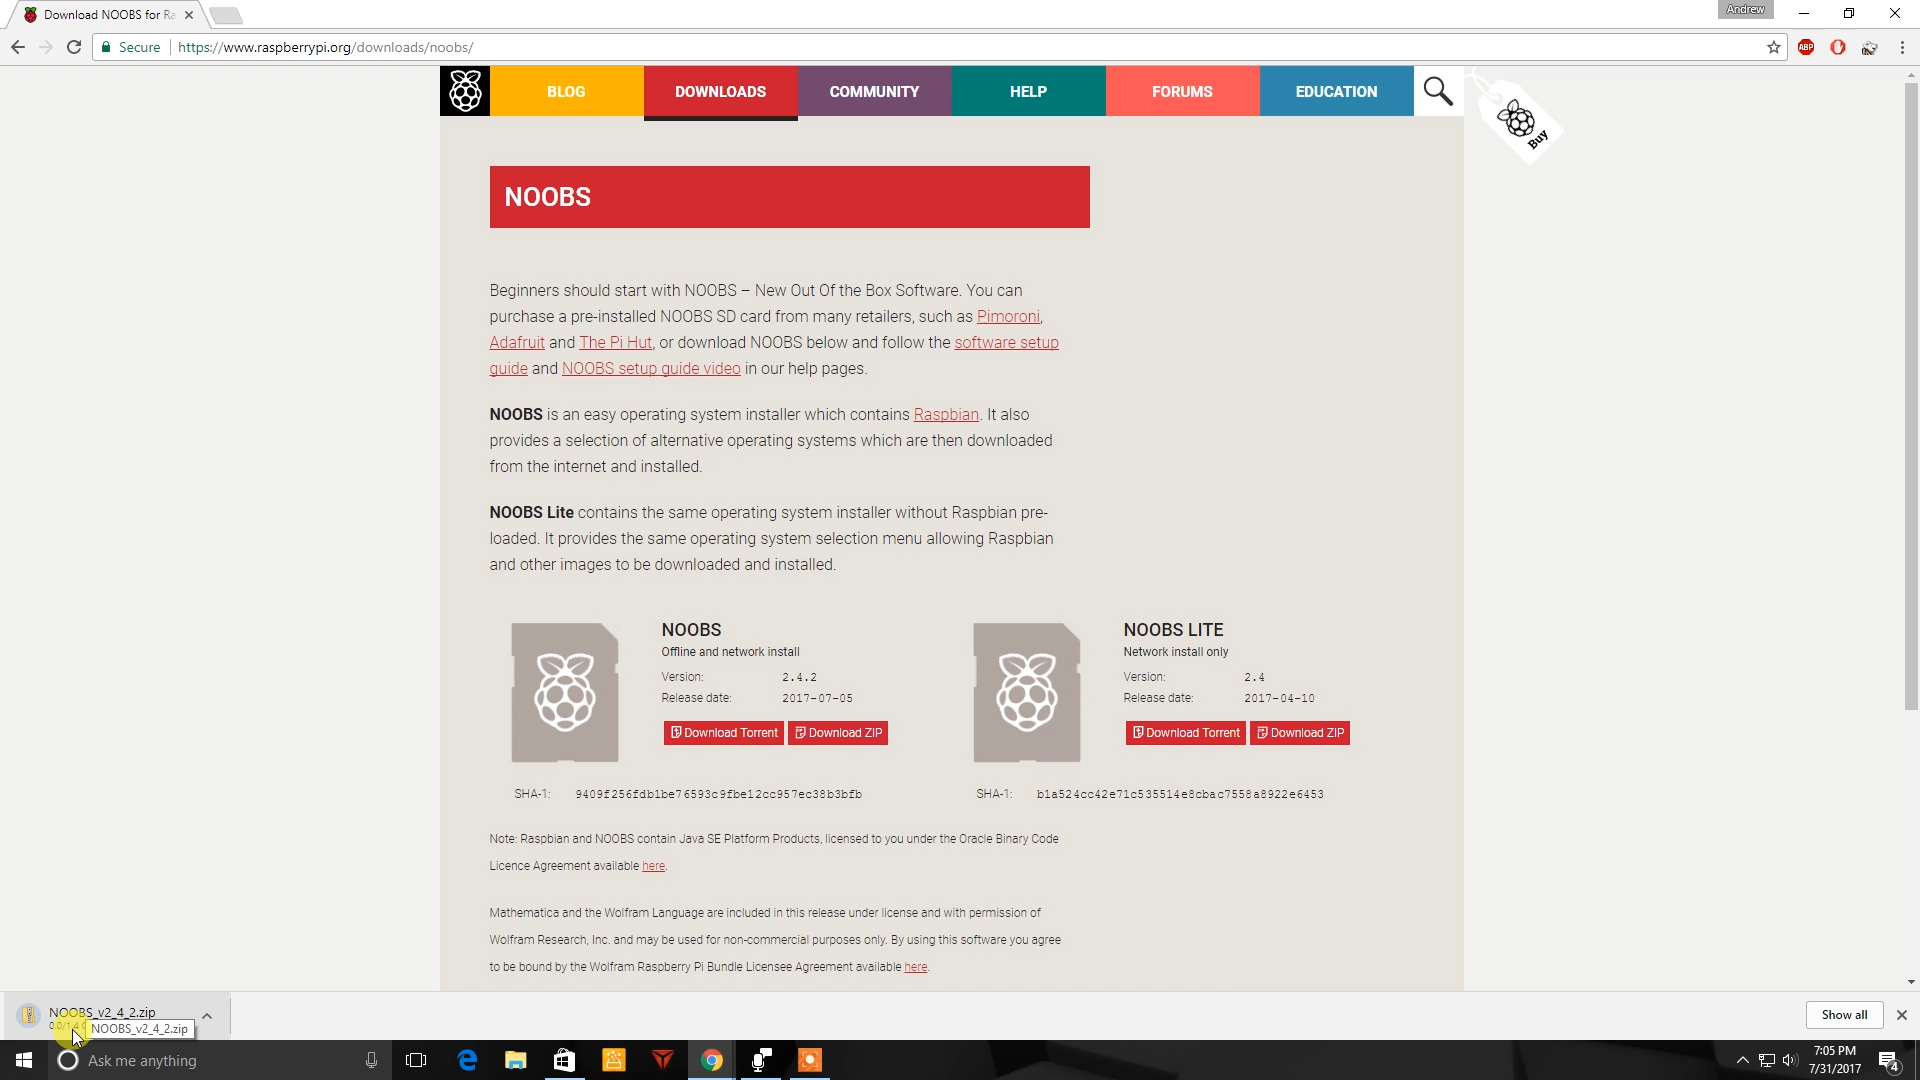 Download NOOBS for Ra
Andrew
Secure
https://www.raspberrypi.org/downloads/noobs/
ABP
BLOG
DOWNLOADS
COMMUNITY
HELP
FORUMS
EDUCATION
Buy
NOOBS
Beginners should start with NOOBS – New Out Of the Box Software. You can
purchase a pre-installed NOOBS SD card from many retailers, such as Pimoroni,
Adafruit and The Pi Hut, or download NOOBS below and follow the software setup
guide and NOOBS setup guide video in our help pages.
NOOBS is an easy operating system installer which contains Raspbian. It also
provides a selection of alternative operating systems which are then downloaded
from the internet and installed.
NOOBS Lite contains the same operating system installer without Raspbian pre-
loaded. It provides the same operating system selection menu allowing Raspbian
and other images to be downloaded and installed.
NOOBS
Offline and network install
Version: 2.4.2
Release date: 2017-07-05
Download Torrent
Download ZIP
SHA-1: 9409f256fdb1be76593c9fbe12cc957ec38b3bfb
NOOBS LITE
Network install only
Version: 2.4
Release date: 2017-04-10
Download Torrent
Download ZIP
SHA-1: b1a524cc42e71c535514e8cbac7558a8922e6453
Note: Raspbian and NOOBS contain Java SE Platform Products, licensed to you under the Oracle Binary Code
Licence Agreement available here.
Mathematica and the Wolfram Language are included in this release under license and with permission of
Wolfram Research, Inc. and may be used for non-commercial purposes only. By using this software you agree
to be bound by the Wolfram Raspberry Pi Bundle Licensee Agreement available here.
NOOBS_v2_4_2.zip
NOOBS_v2_4_2.zip
Show all
Ask me anything
7:05 PM
7/31/2017
4